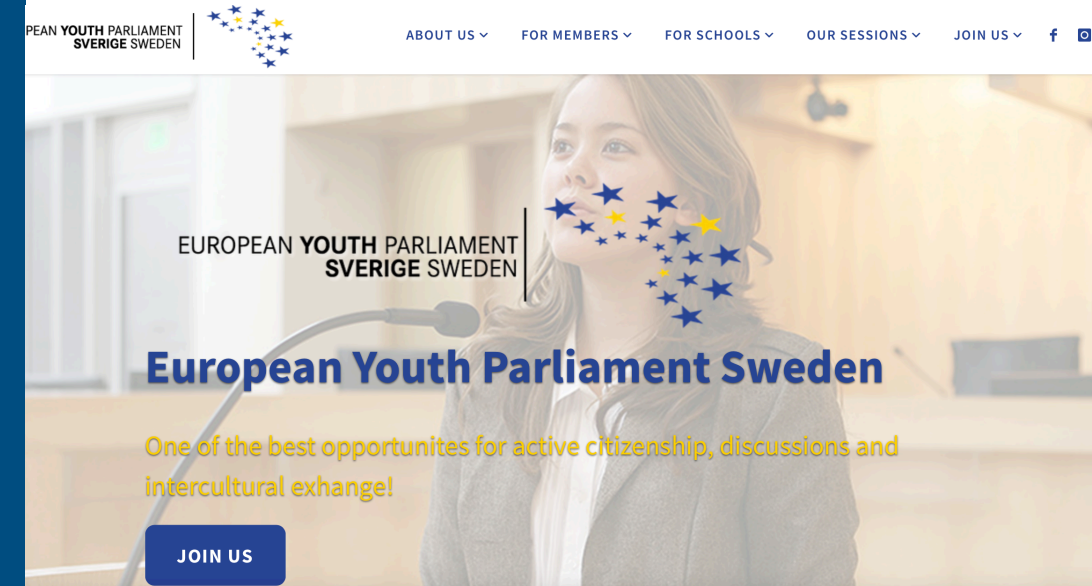 PEAN YOUTH PARLIAMENT
SVERIGE SWEDEN
ABOUT US FOR MEMBERS FOR SCHOOLS OUR SESSIONS JOIN US
EUROPEAN YOUTH PARLIAMENT
SVERIGE SWEDEN
European Youth Parliament Sweden
One of the best opportunites for active citizenship, discussions and
intercultural exhange!
JOIN US